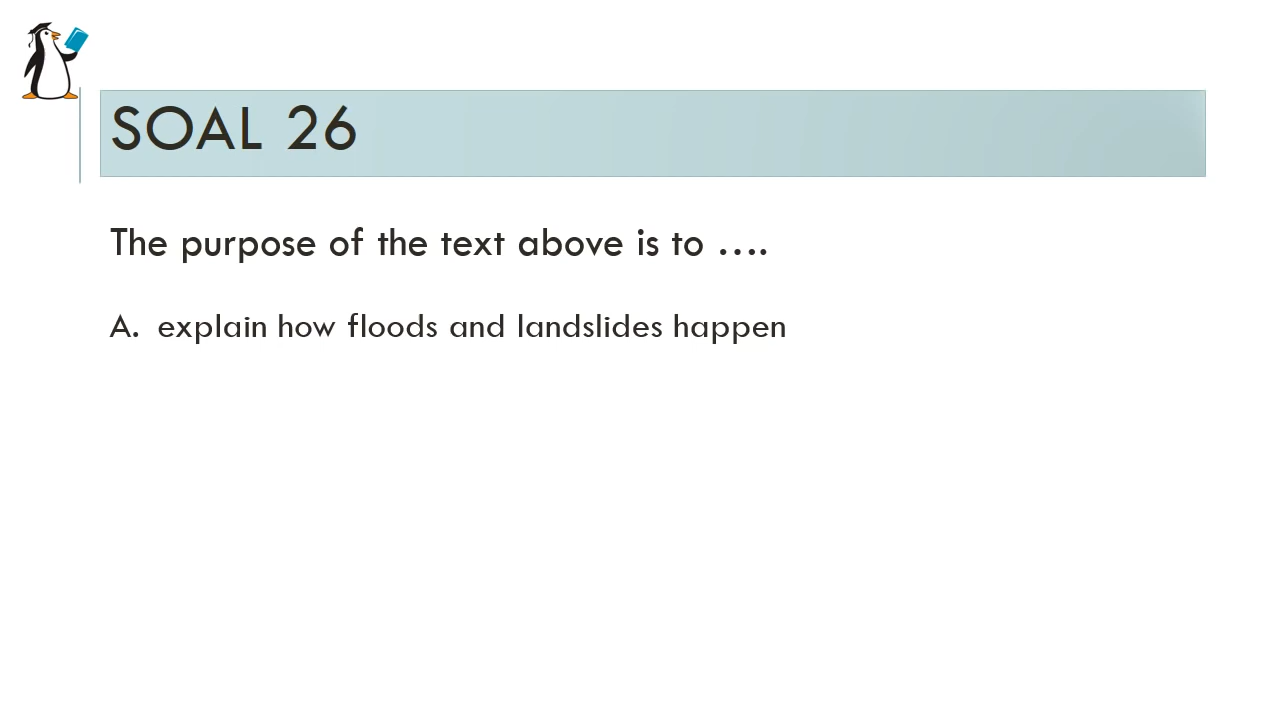 SOAL 26
The purpose of the text above is to ....
A. explain how floods and landslides happen